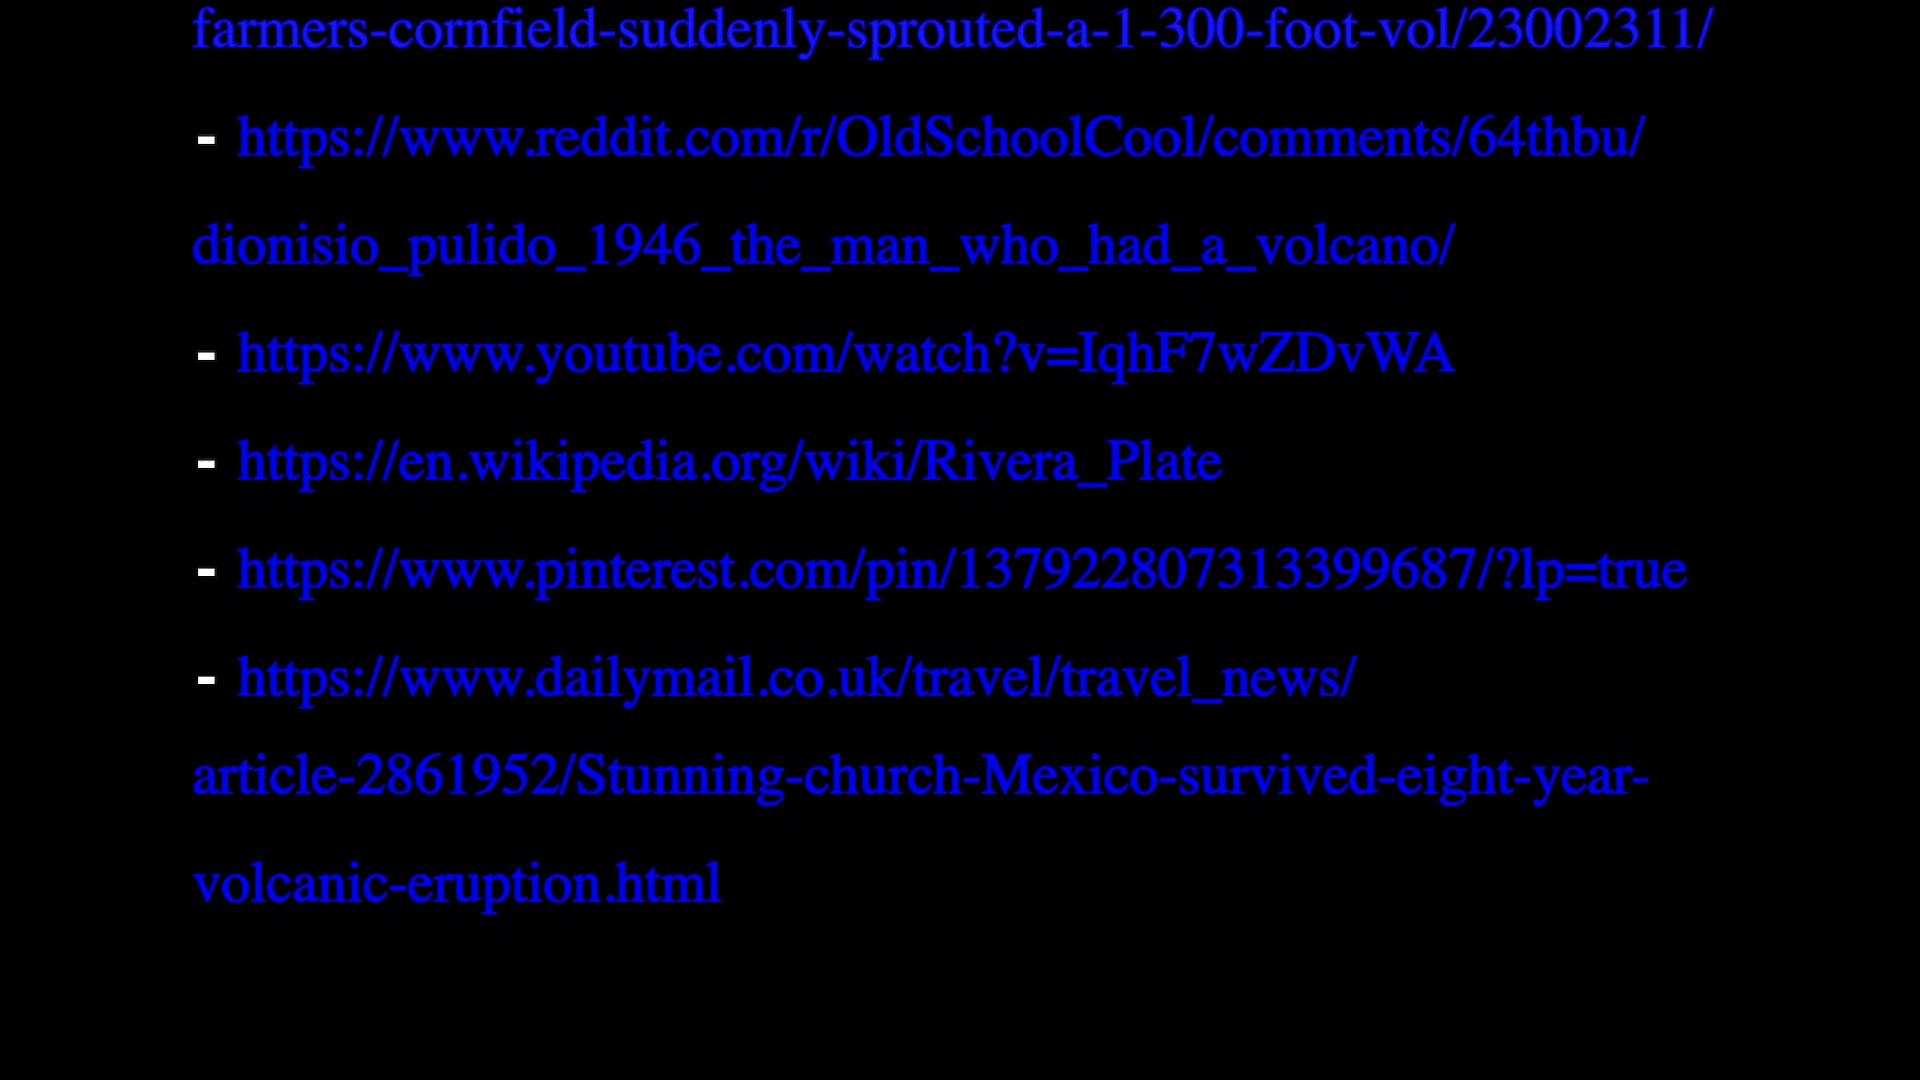 farmers-cornfield-suddenly-sprouted-a-1-300-foot-vol/23002311/
- https://www.reddit.com/r/OldSchoolCool/comments/64thbu/
dionisio_pulido_1946_the_man_who_had_a_volcano/
- https://www.youtube.com/watch?v=IqhF7wZDvWA
- https://en.wikipedia.org/wiki/Rivera_Plate
- https://www.pinterest.com/pin/137922807313399687/?lp=true
- https://www.dailymail.co.uk/travel/travel_news/
article-2861952/Stunning-church-Mexico-survived-eight-year-
volcanic-eruption.html